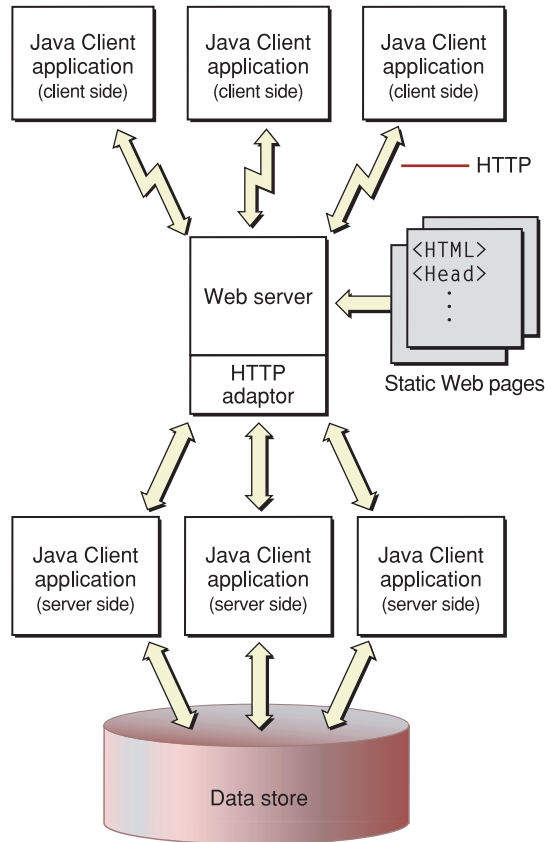 Java Client
application
(client side)
Java Client
application
(client side)
Java Client
application
(client side)
HTTP
Web server
HTTP
adaptor
<HTML>
<Head>
Static Web pages
Java Client
application
(server side)
Java Client
application
(server side)
Java Client
application
(server side)
Data store